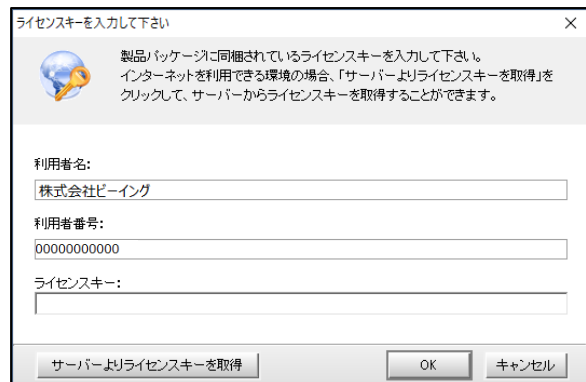 ライセンスキーを入力して下さい
製品パッケージに同梱されているライセンスキーを入力して下さい。
インターネットを利用できる環境の場合、「サーバーよりライセンスキーを取得」を
クリックして、サーバーからライセンスキーを取得することができます。
利用者名:
株式会社ビーイング
利用者番号:
00000000000
ライセンスキー:
サーバーよりライセンスキーを取得
OK
キャンセル